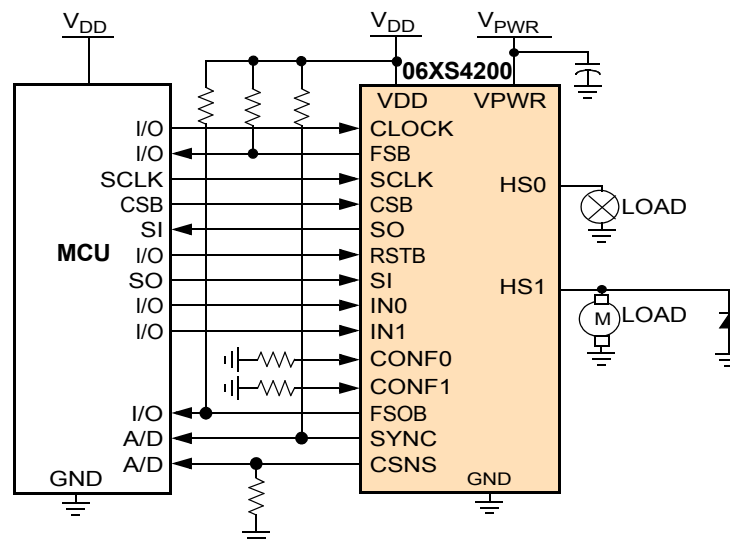 VDD VDD VPWR
06XS4200
VDD VPWR
I/O CLOCK
I/O FSB
SCLK SCLK HS0
CSB CSB LOAD
SI SO
MCU I/O RSTB
SO SI HS1
I/O IN0 M LOAD
I/O IN1
CONF0
CONF1
I/O FSOB
A/D SYNC
A/D CSNS
GND GND